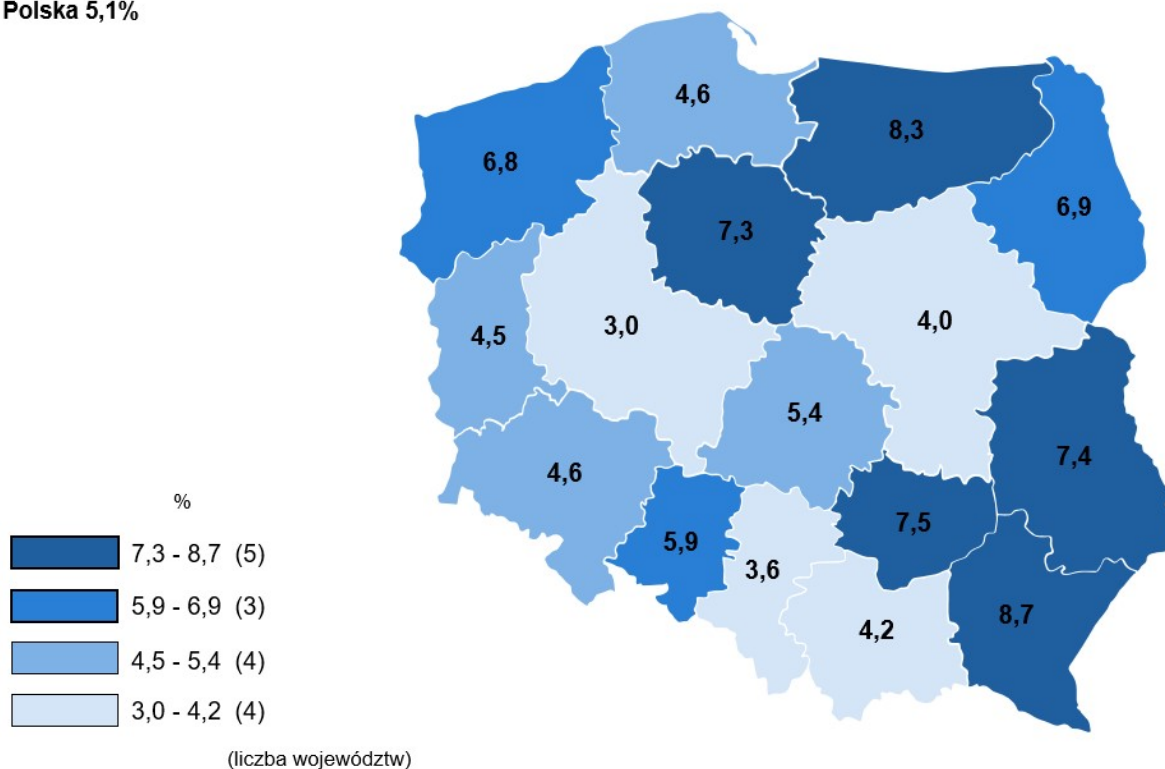 Polska 5,1%
4,6
8,3
6,8
6,9
7,3
3,0
4,0
4,5
5,4
4,6
7,4
7,5
5,9
3,6
8,7
4,2
%
7,3 - 8,7 (5)
5,9 - 6,9 (3)
4,5 - 5,4 (4)
3,0 - 4,2 (4)
(liczba województw)